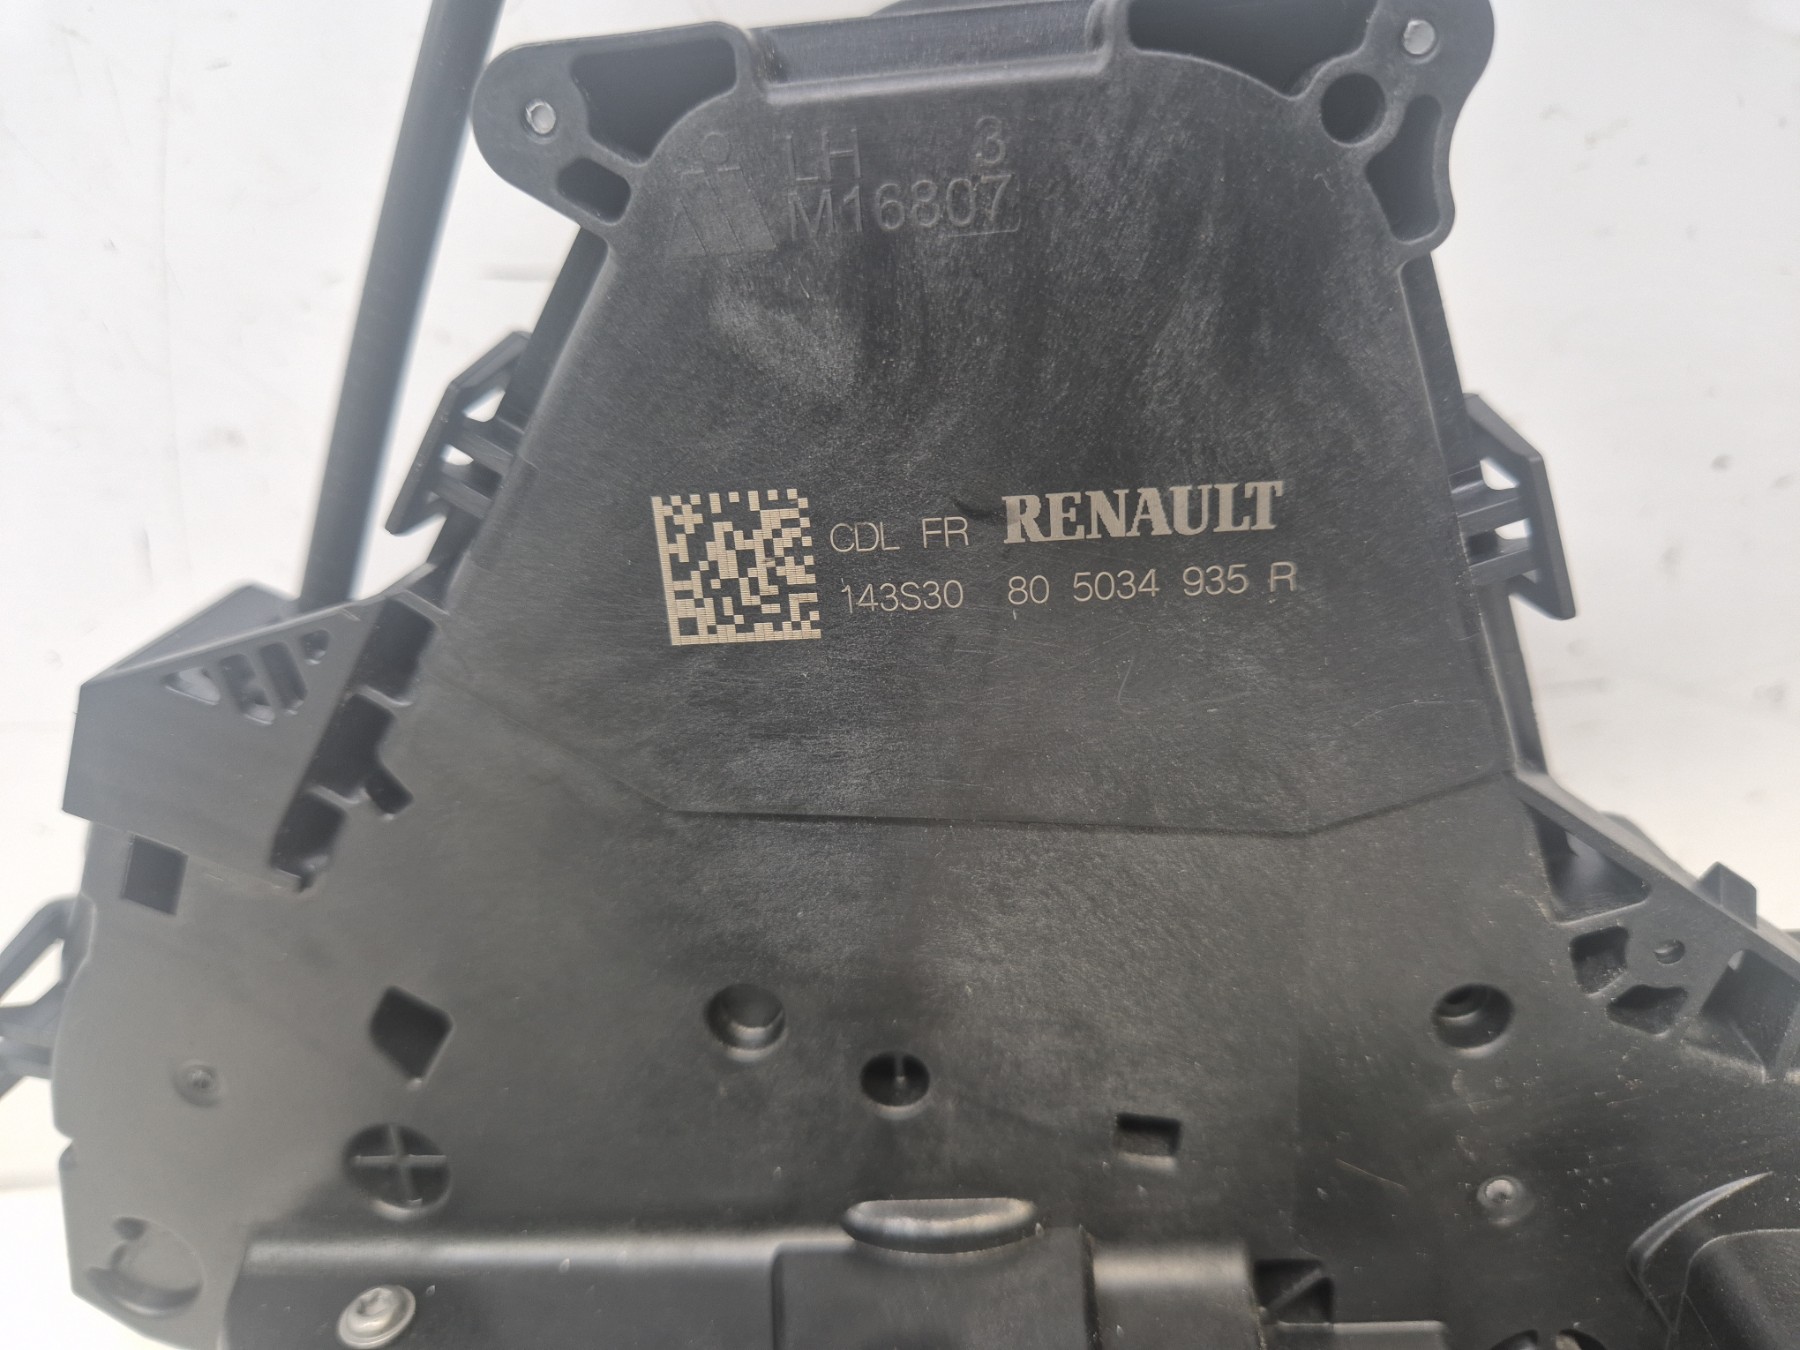 LH 3
M16807
CDL FR RENAULT
143S30 80 5034 935 R